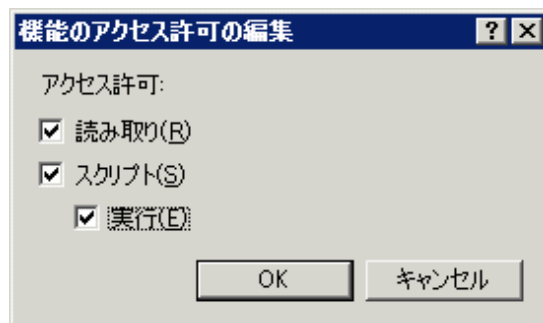 機能のアクセス許可の編集
アクセス許可:
読み取り(R)
スクリプト(S)
実行(E)
OK キャンセル